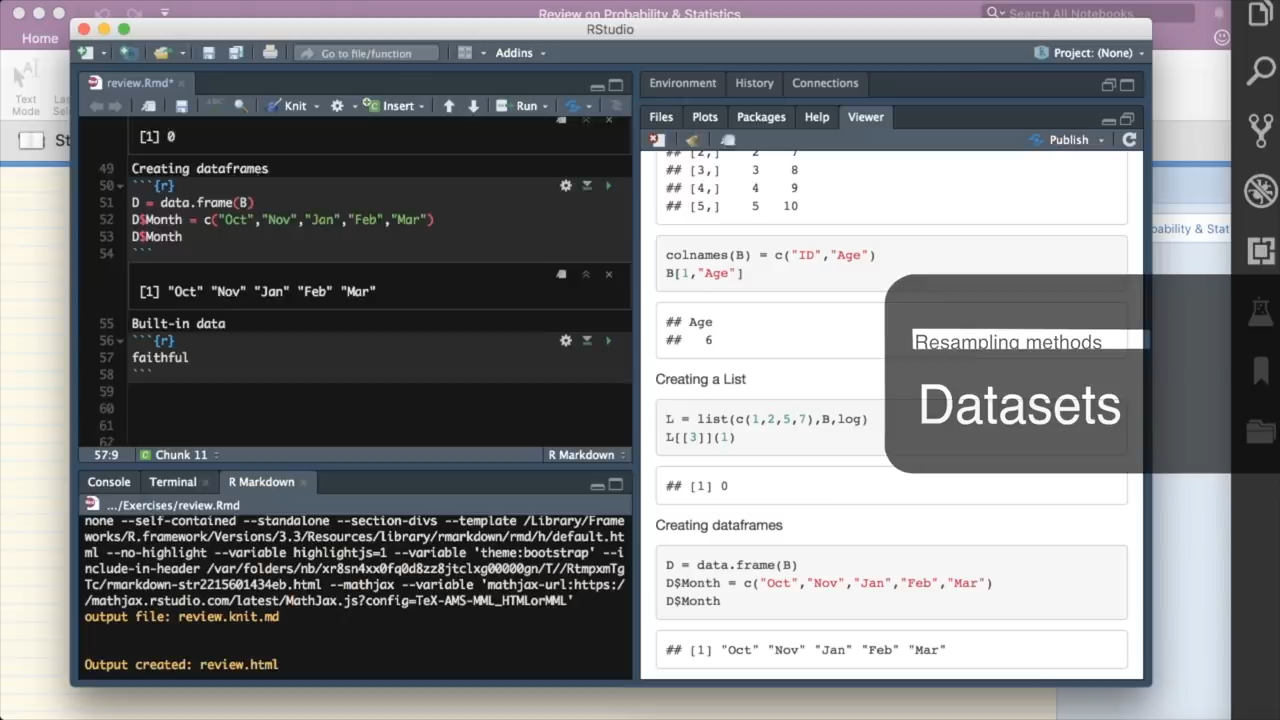 Review on Probability & Statistics
Search All Notebooks
Home
RStudio
Go to file/function
Addins
Project: (None)
Text
Mode
review.Rmd*
Environment
History
Connections
Knit
Insert
Run
Files
Plots
Packages
Help
Viewer
Publish
[1] 0
49 Creating dataframes
50 ```{r}
51 D = data.frame(B)
52 D$Month = c("Oct","Nov","Jan","Feb","Mar")
53 D$Month
54 ```
[1] "Oct" "Nov" "Jan" "Feb" "Mar"
55 Built-in data
56 ```{r}
57 faithful
58 ```
59
60
61
62
57:9
Chunk 11
R Markdown
## [2,] 2 7
## [3,] 3 8
## [4,] 4 9
## [5,] 5 10
colnames(B) = c("ID","Age")
B[1,"Age"]
## Age
## 6
Creating a List
L = list(c(1,2,5,7),B,log)
L[[3]](1)
## [1] 0
Creating dataframes
D = data.frame(B)
D$Month = c("Oct","Nov","Jan","Feb","Mar")
D$Month
## [1] "Oct" "Nov" "Jan" "Feb" "Mar"
Resampling methods
Datasets
Console
Terminal
R Markdown
.../Exercises/review.Rmd
none --self-contained --standalone --section-divs --template /Library/Frame
works/R.framework/Versions/3.3/Resources/library/rmarkdown/rmd/h/default.ht
ml --no-highlight --variable highlightjs=1 --variable 'theme:bootstrap' --i
nclude-in-header /var/folders/nb/xr8sn4xx0fq0d8zz8jtclxg00000gn/T//RtmpxmTg
Tc/rmarkdown-str2215601434eb.html --mathjax --variable 'mathjax-url:https:/
/mathjax.rstudio.com/latest/MathJax.js?config=TeX-AMS-MML_HTMLorMML'
output file: review.knit.md
Output created: review.html